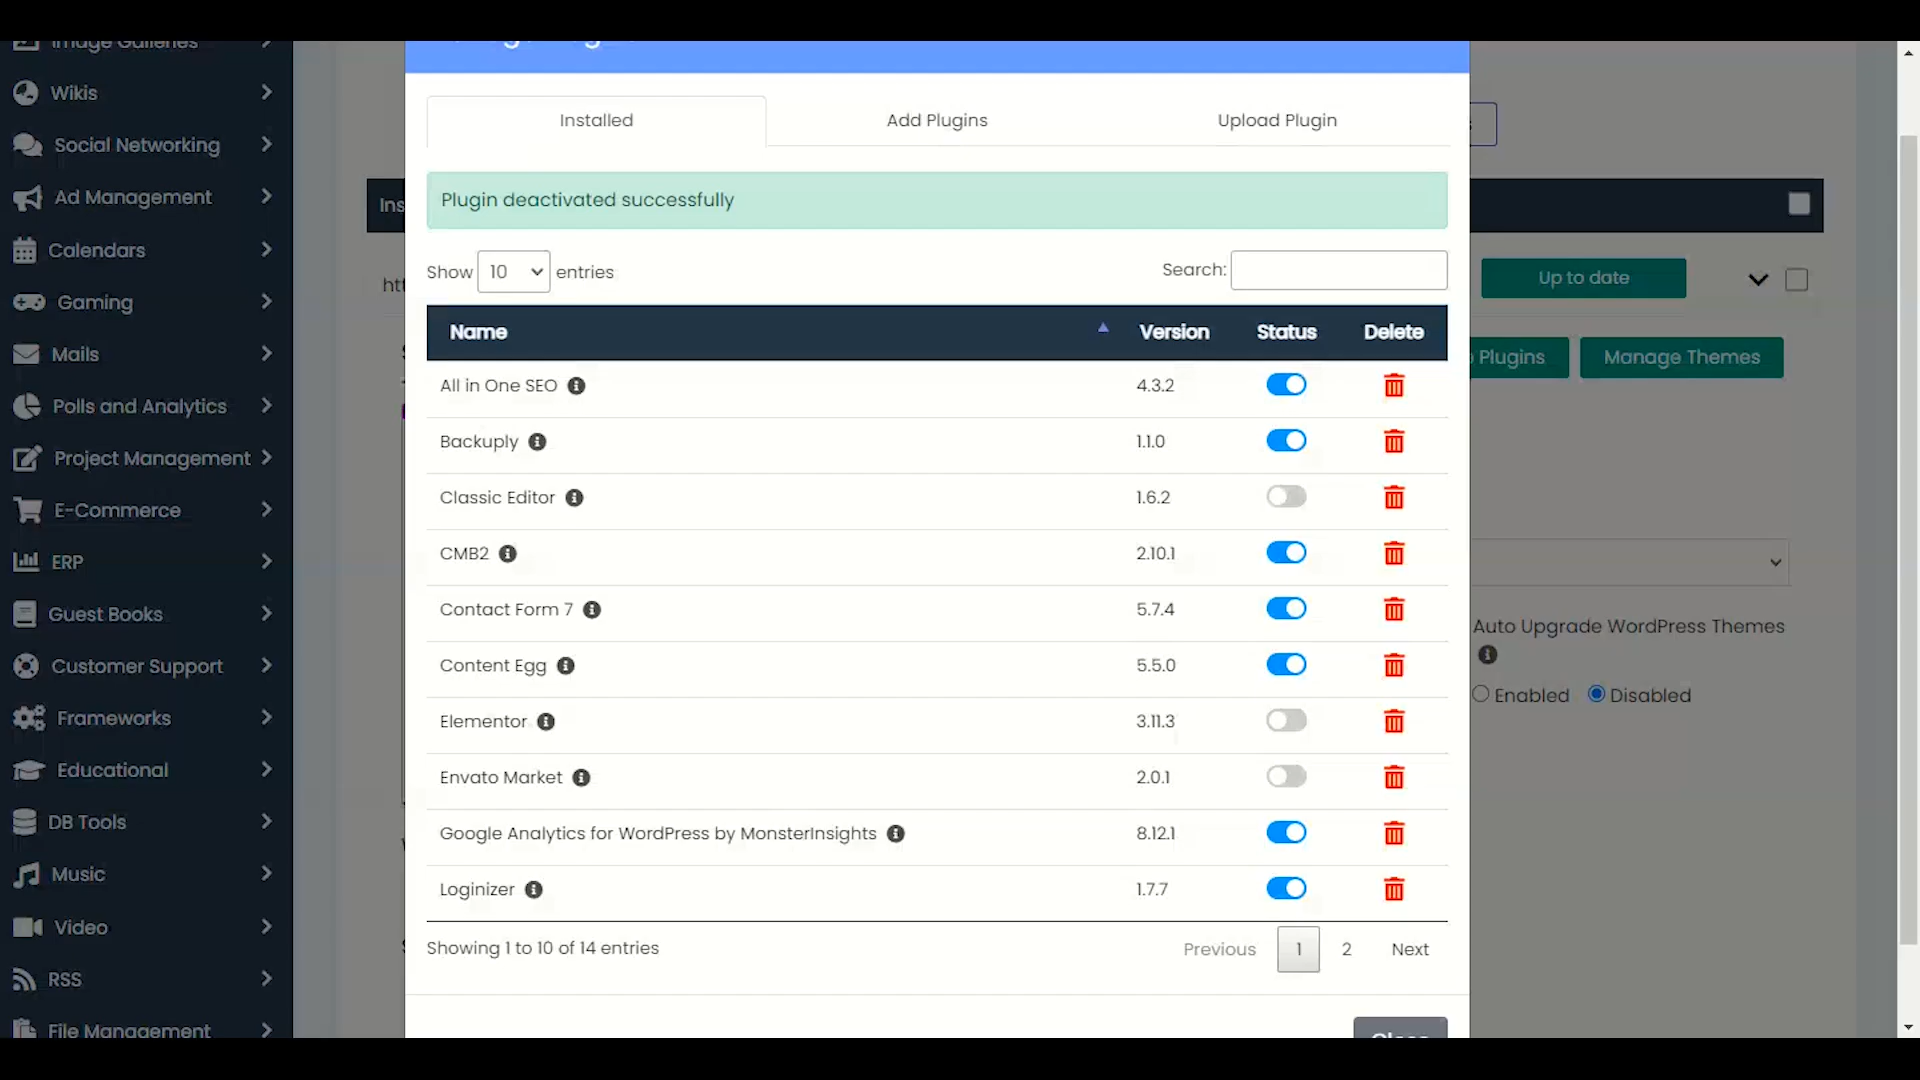 Image Galleries
Wikis
Social Networking
Ad Management
Calendars
Gaming
Mails
Polls and Analytics
Project Management
E-Commerce
ERP
Guest Books
Customer Support
Frameworks
Educational
DB Tools
Music
Video
RSS
File Management
Ins
htt
Installed
Add Plugins
Upload Plugin
Plugin deactivated successfully
Show 10 entries
Search:
Name Version Status Delete
All in One SEO 4.3.2
Backuply 1.1.0
Classic Editor 1.6.2
CMB2 2.10.1
Contact Form 7 5.7.4
Content Egg 5.5.0
Elementor 3.11.3
Envato Market 2.0.1
Google Analytics for WordPress by MonsterInsights 8.12.1
Loginizer 1.7.7
Showing 1 to 10 of 14 entries
Previous 1 2 Next
Close
Up to date
Plugins
Manage Themes
Auto Upgrade WordPress Themes
Enabled Disabled